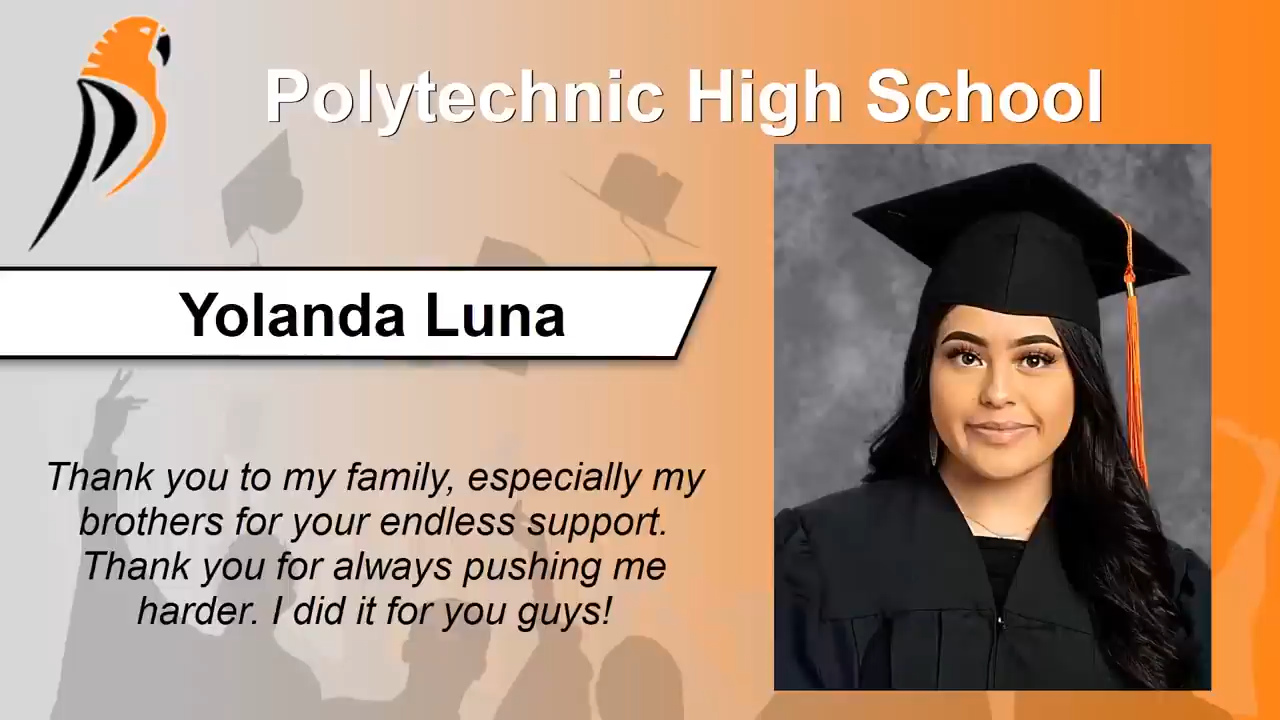 Polytechnic High School
Yolanda Luna
Thank you to my family, especially my
brothers for your endless support.
Thank you for always pushing me
harder. I did it for you guys!